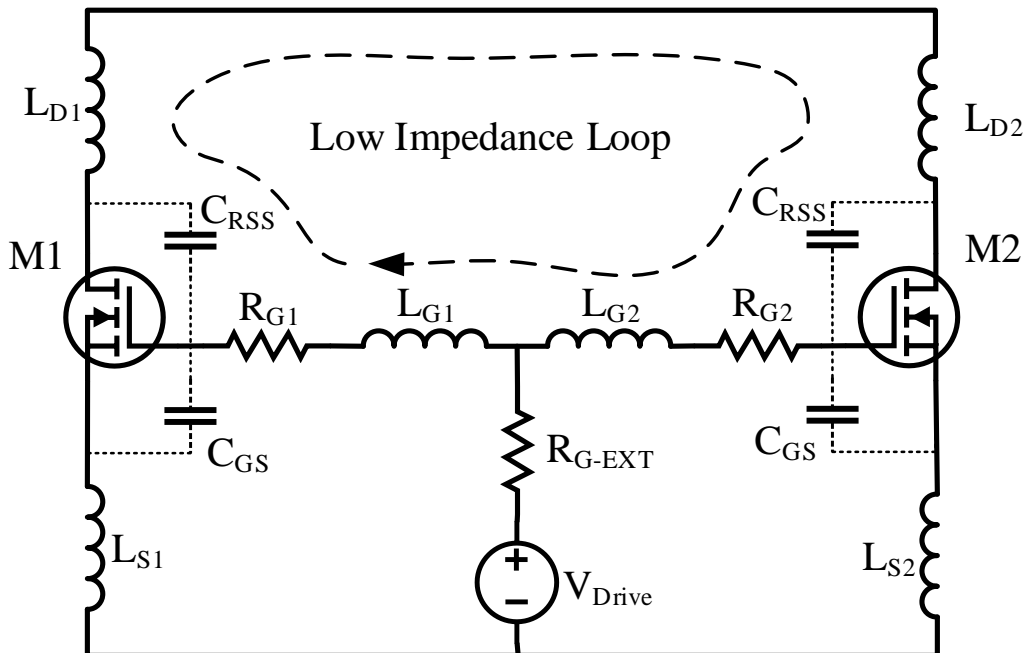 L_D1
Low Impedance Loop
L_D2
C_RSS
C_RSS
M1
M2
R_G1
L_G1
L_G2
R_G2
C_GS
R_G-EXT
C_GS
L_S1
L_S2
+
−
V_Drive